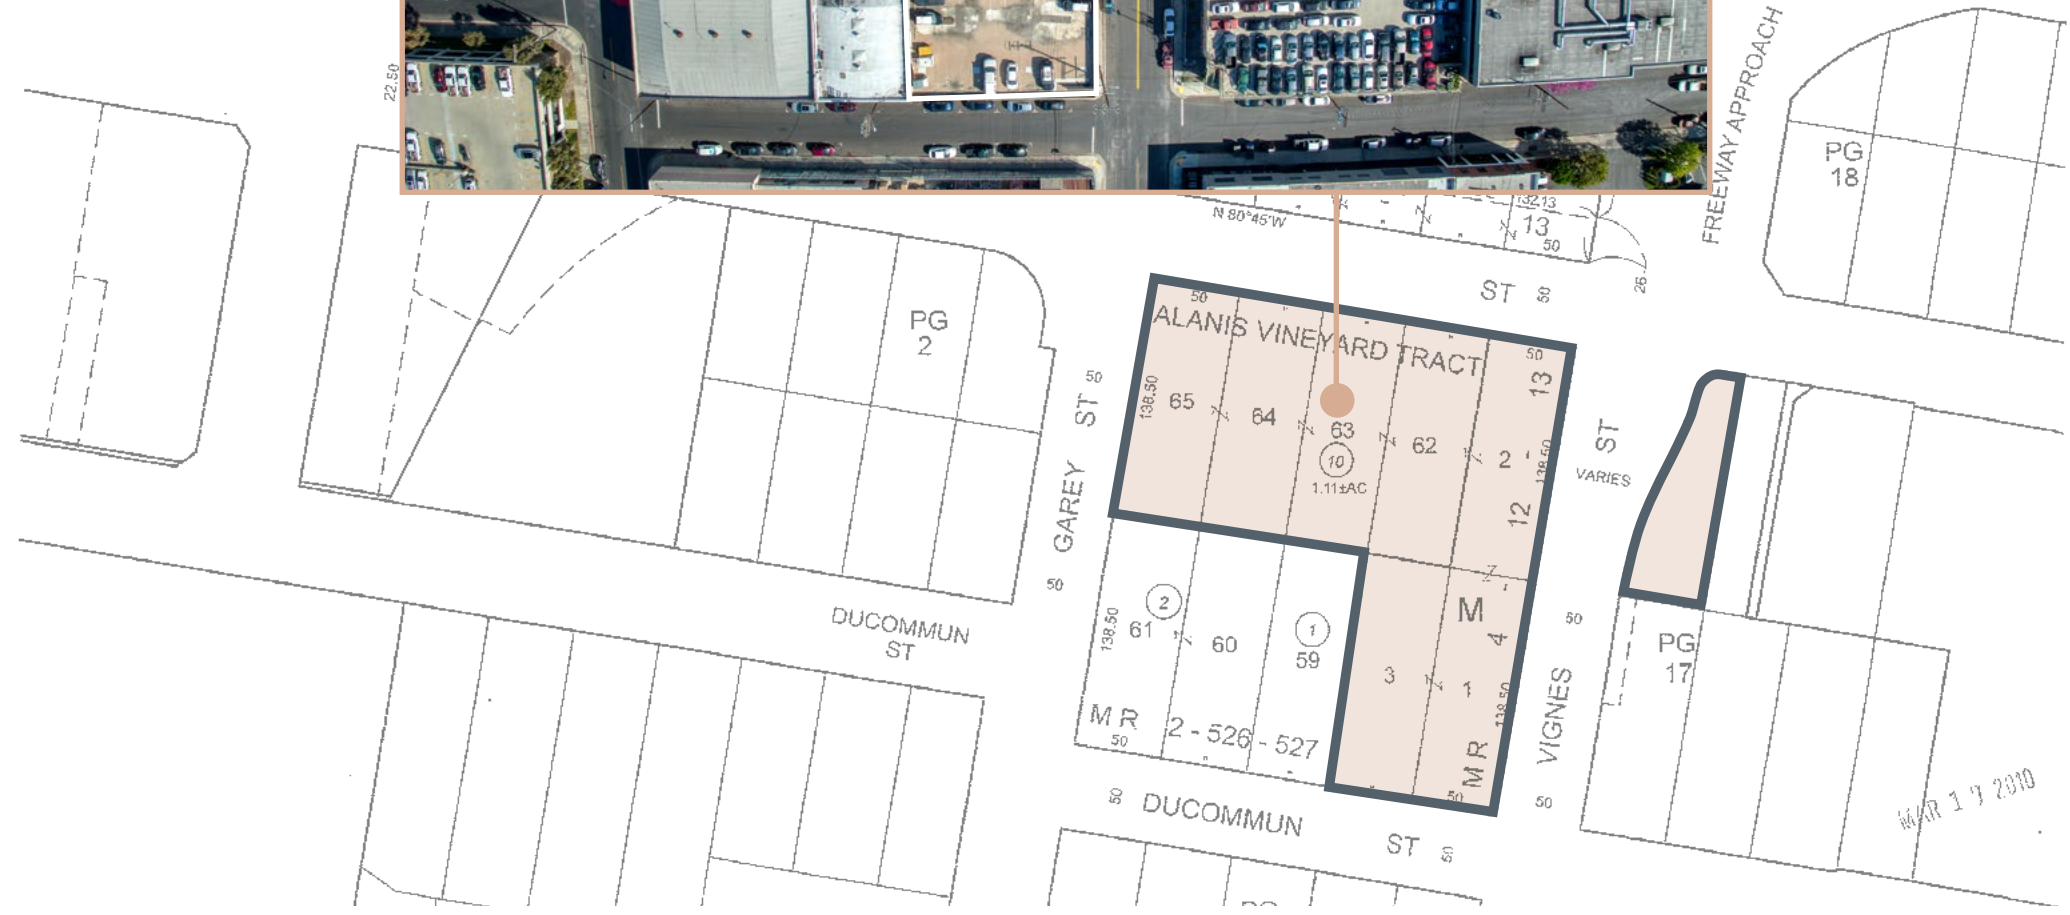 22.50
FREEWAY APPROACH
PG
18
N 80°45'W
132.13
13
50
26
ST 50
PG
2
50
ALANIS VINEYARD TRACT
50
13
50
ST
GAREY
50
138.50
65
64
63
10
1.11±AC
62
2
138.50
12
ST
VARIES
DUCOMMUN
ST
138.50
2
61
60
1
59
M
4
3
1
138.50
M R
50
VIGNES
50
50
PG
17
M R
2 - 526 - 527
50
50
DUCOMMUN
ST 50
MAR 19 2010